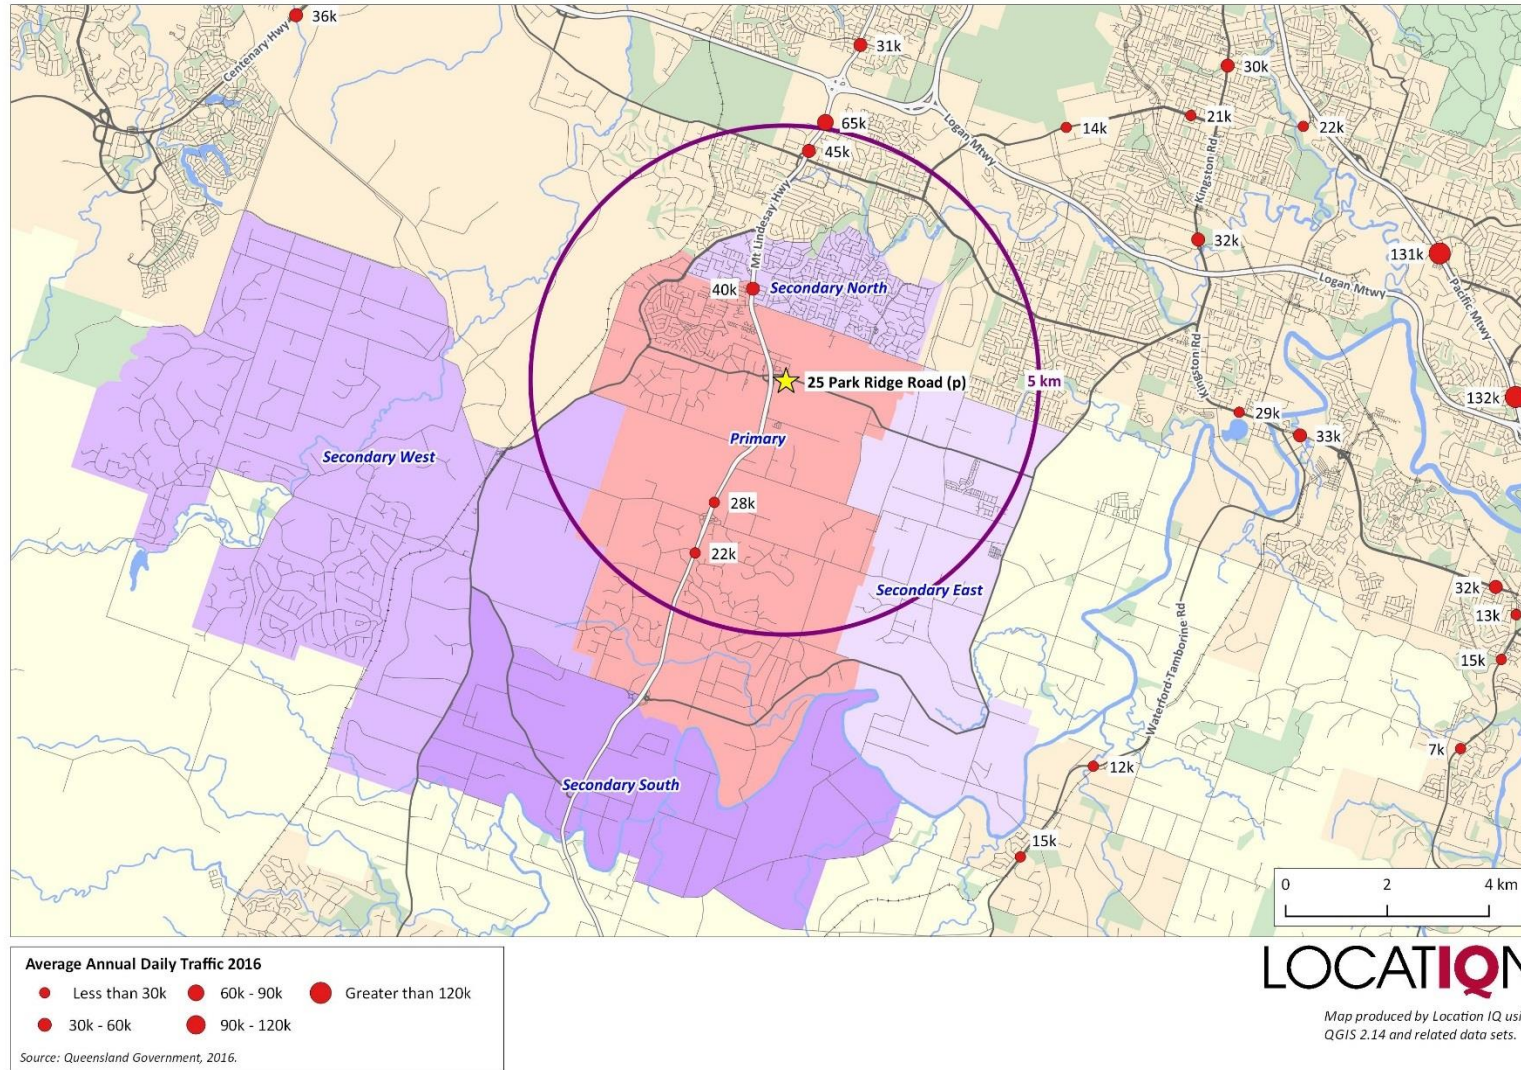 36k
Centenary Hwy
31k
30k
65k
14k
21k
22k
45k
Logan Mtwy
Kingston Rd
Mt Lindesay Hwy
32k
131k
40k
Secondary North
Logan Mtwy
Pacific Mtwy
25 Park Ridge Road (p)
5 km
Kingston Rd
132k
29k
33k
Primary
Secondary West
28k
22k
Secondary East
32k
13k
15k
Waterford-Tamborine Rd
7k
12k
Secondary South
15k
0 2 4 km
Average Annual Daily Traffic 2016
Less than 30k 60k - 90k Greater than 120k
30k - 60k 90k - 120k
Source: Queensland Government, 2016.
LOCATIQN
Map produced by Location IQ usi
QGIS 2.14 and related data sets.